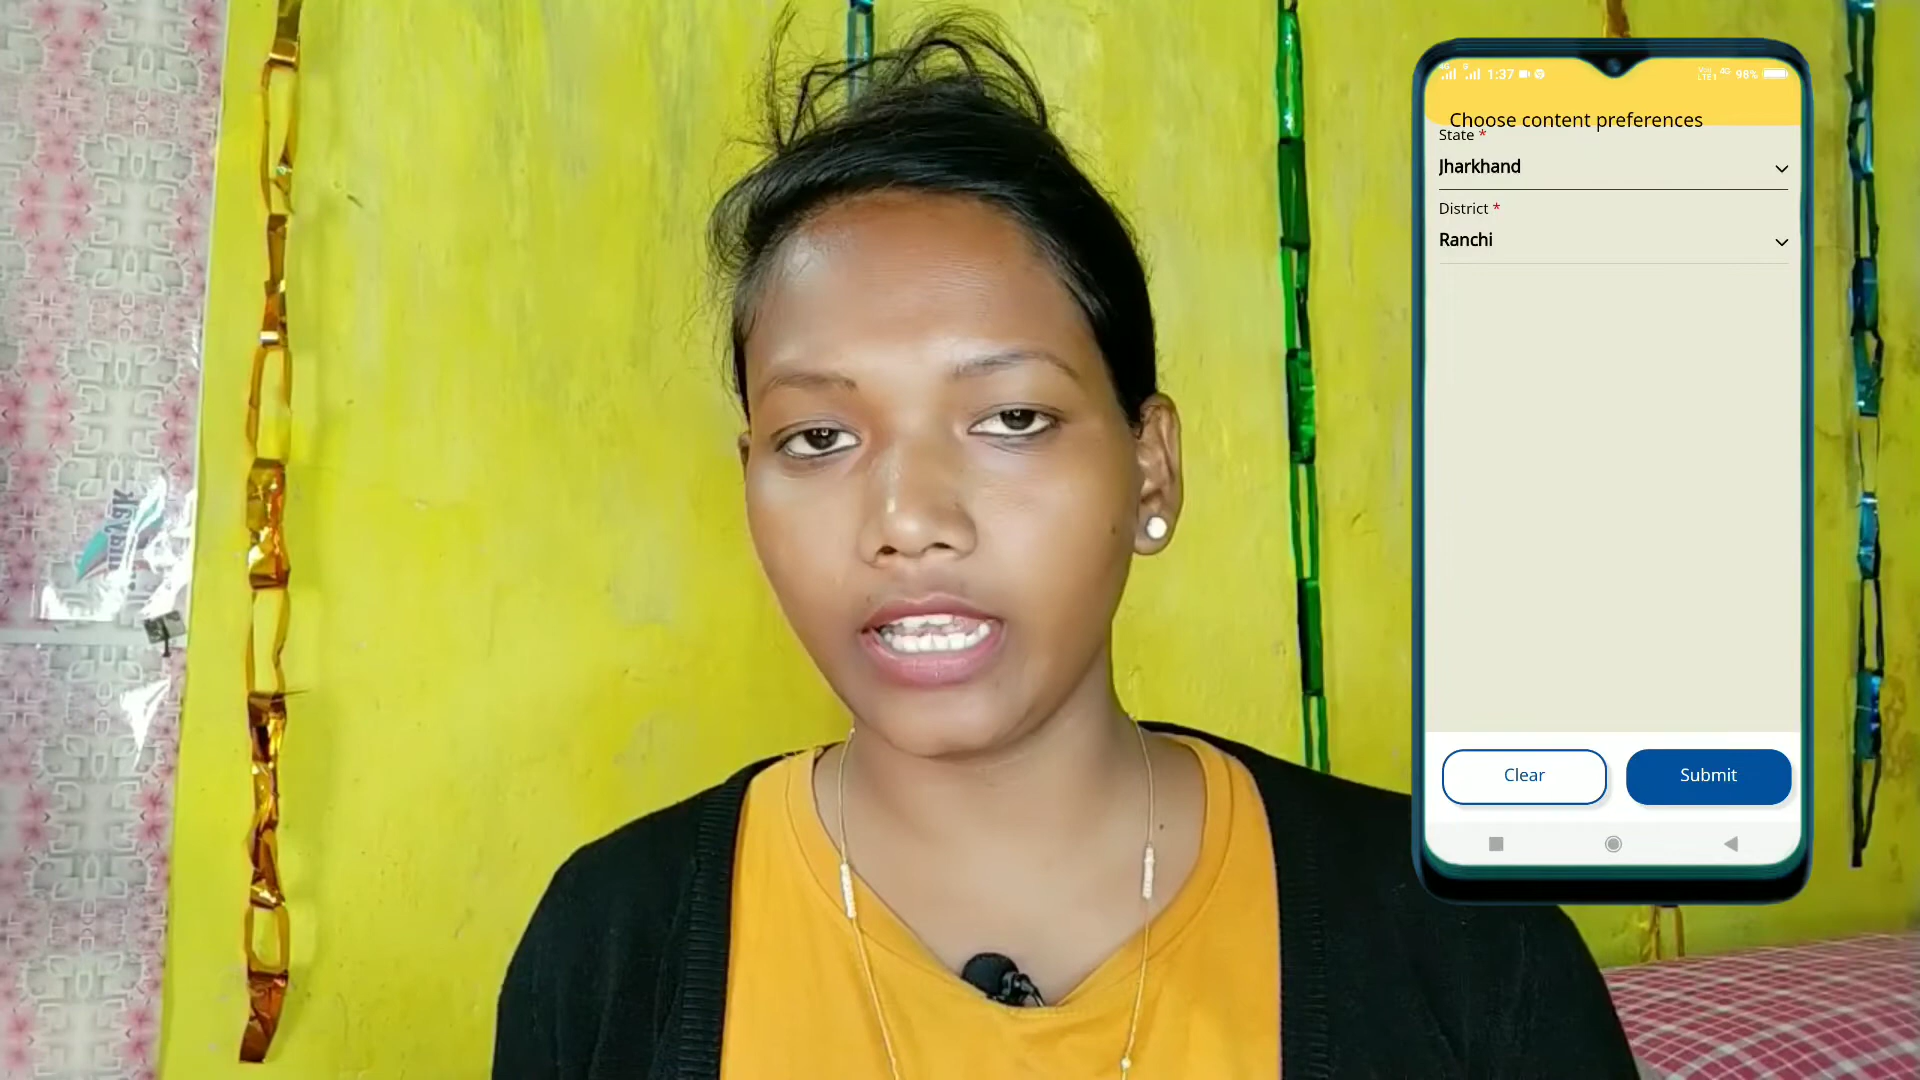 1:37
98%
Choose content preferences
State *
Jharkhand
District *
Ranchi
Clear
Submit